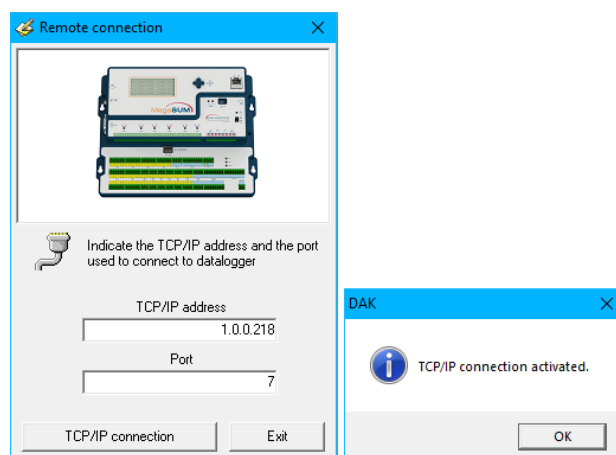 Remote connection
MegaBUM
Indicate the TCP/IP address and the port
used to connect to datalogger
TCP/IP address
1.0.0.218
Port
7
TCP/IP connection
Exit
DAK
TCP/IP connection activated.
OK